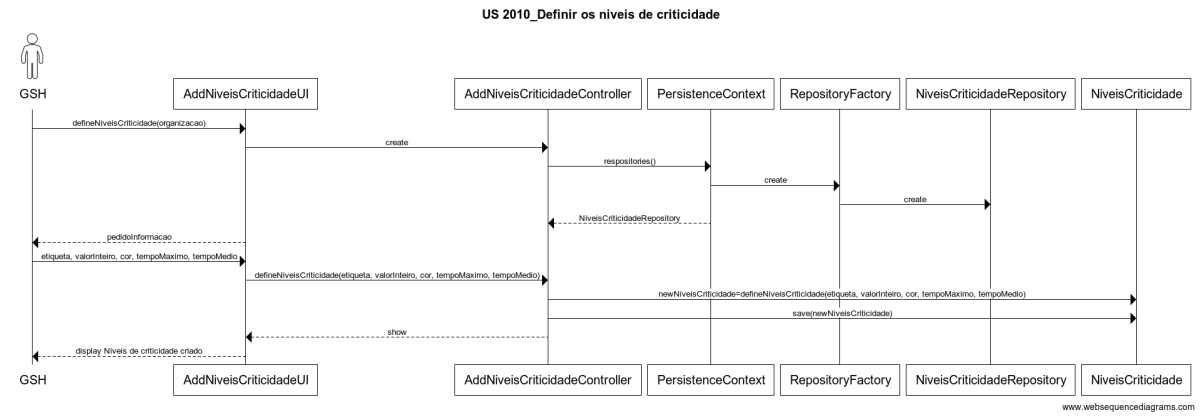 US 2010_Definir os niveis de criticidade
GSH AddNiveisCriticidadeUI AddNiveisCriticidadeController PersistenceContext RepositoryFactory NiveisCriticidadeRepository NiveisCriticidade
defineNiveisCriticidade(organizacao)
create
respositories()
create
create
NiveisCriticidadeRepository
pedidoInformacao
etiqueta, valorInteiro, cor, tempoMaximo, tempoMedio
defineNiveisCriticidade(etiqueta, valorInteiro, cor, tempoMaximo, tempoMedio)
newNiveisCriticidade=defineNiveisCriticidade(etiqueta, valorInteiro, cor, tempoMaximo, tempoMedio)
save(newNiveisCriticidade)
show
display Niveis de criticidade criado
GSH AddNiveisCriticidadeUI AddNiveisCriticidadeController PersistenceContext RepositoryFactory NiveisCriticidadeRepository NiveisCriticidade
www.websequencediagrams.com